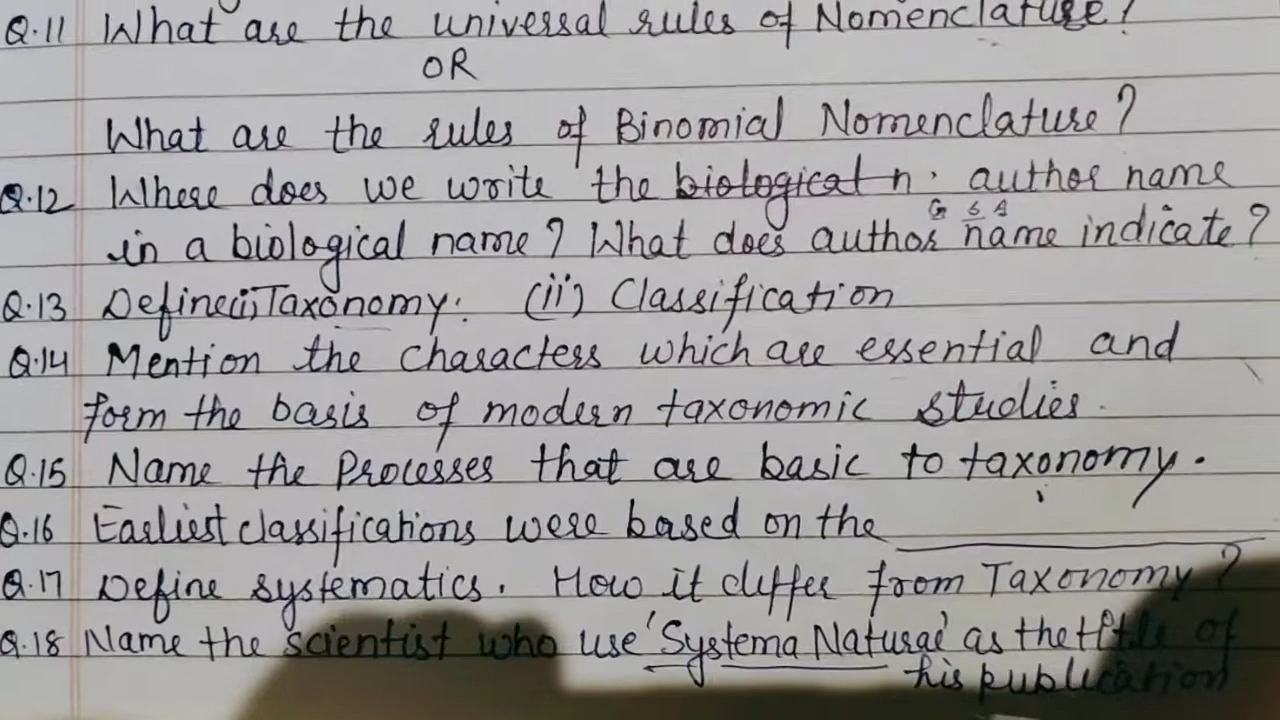 Q.11 What are the universal rules of Nomenclature?
OR
What are the rules of Binomial Nomenclature?
Q.12 Where does we write the biological n. author name
G S A
in a biological name? What does author name indicate?
Q.13 Define (i) Taxonomy. (ii) Classification
Q.14 Mention the characters which are essential and
form the basis of modern taxonomic studies.
Q.15 Name the Processes that are basic to taxonomy.
Q.16 Earliest classifications were based on the ____________
Q.17 Define systematics. How it differ from Taxonomy?
Q.18 Name the scientist who use 'Systema Naturae' as the title of
his publication